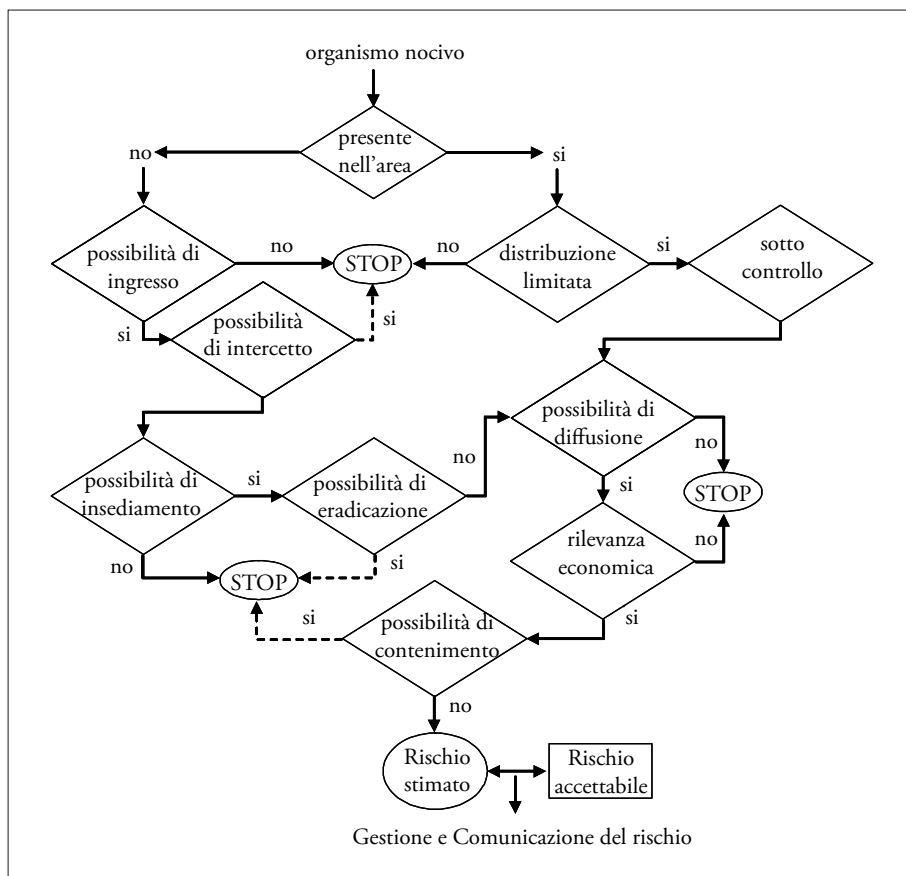 organismo nocivo
presente
nell'area
no
si
possibilità di
ingresso
no
STOP
no
distribuzione
limitata
si
sotto
controllo
si
possibilità
di intercetto
si
possibilità di
diffusione
no
possibilità di
insediamento
si
possibilità di
eradicazione
no
si
STOP
no
STOP
si
rilevanza
economica
no
si
possibilità di
contenimento
si
no
Rischio
stimato
Rischio
accettabile
Gestione e Comunicazione del rischio